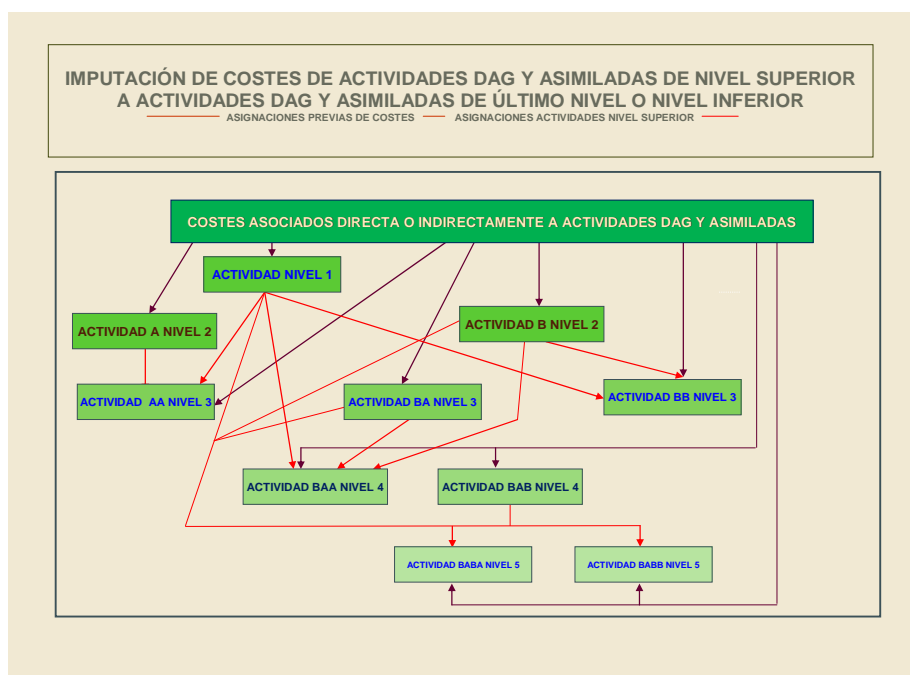 IMPUTACIÓN DE COSTES DE ACTIVIDADES DAG Y ASIMILADAS DE NIVEL SUPERIOR
A ACTIVIDADES DAG Y ASIMILADAS DE ÚLTIMO NIVEL O NIVEL INFERIOR
ASIGNACIONES PREVIAS DE COSTES ASIGNACIONES ACTIVIDADES NIVEL SUPERIOR
COSTES ASOCIADOS DIRECTA O INDIRECTAMENTE A ACTIVIDADES DAG Y ASIMILADAS
ACTIVIDAD NIVEL 1
ACTIVIDAD A NIVEL 2
ACTIVIDAD B NIVEL 2
ACTIVIDAD AA NIVEL 3
ACTIVIDAD BA NIVEL 3
ACTIVIDAD BB NIVEL 3
ACTIVIDAD BAA NIVEL 4
ACTIVIDAD BAB NIVEL 4
ACTIVIDAD BABA NIVEL 5
ACTIVIDAD BABB NIVEL 5